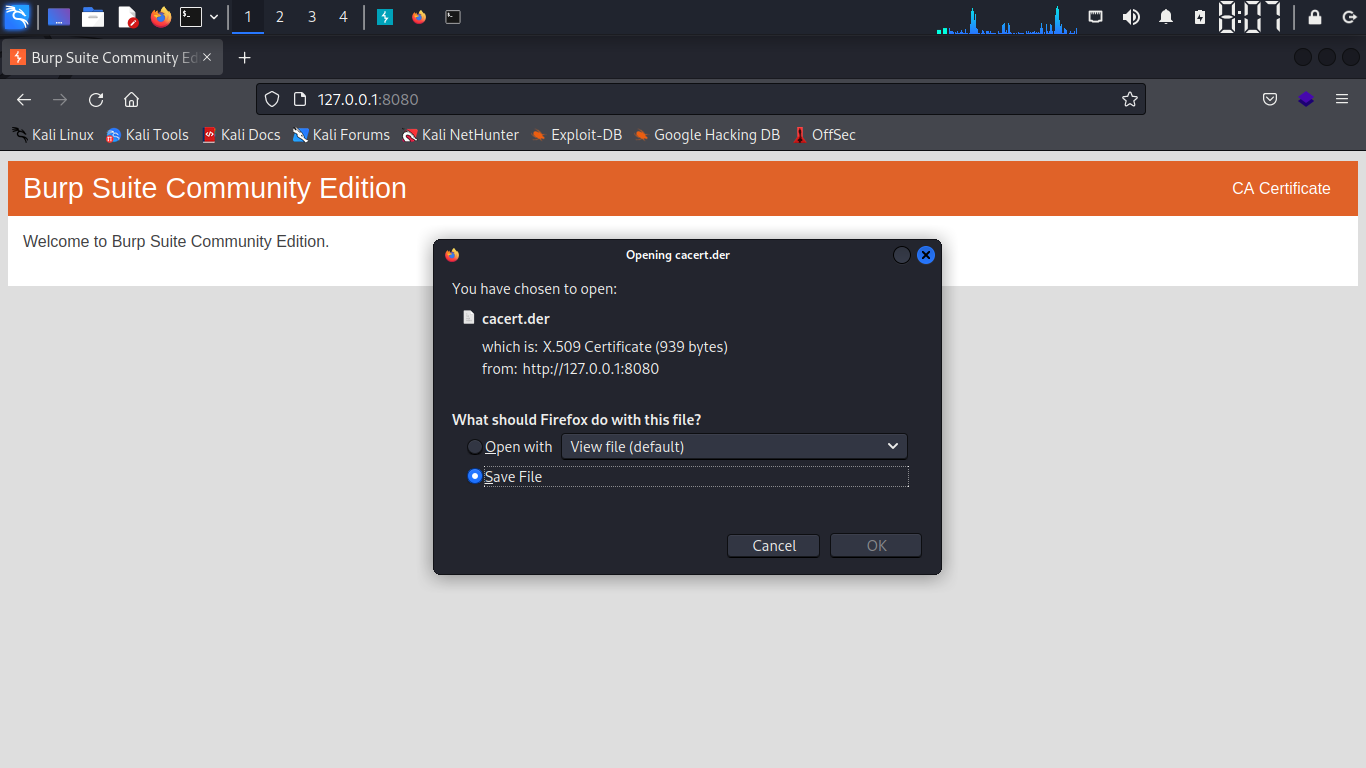 1 2 3 4 8:07
Burp Suite Community Ed
127.0.0.1:8080
Kali Linux Kali Tools Kali Docs Kali Forums Kali NetHunter Exploit-DB Google Hacking DB OffSec
Burp Suite Community Edition CA Certificate
Welcome to Burp Suite Community Edition.
Opening cacert.der
You have chosen to open:
cacert.der
which is: X.509 Certificate (939 bytes)
from: http://127.0.0.1:8080
What should Firefox do with this file?
Open with View file (default)
Save File
Cancel OK